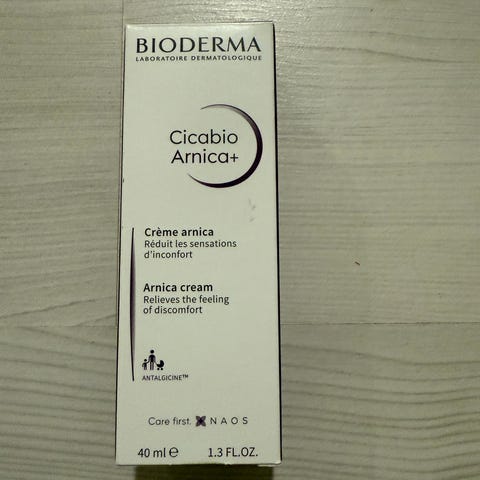 BIODERMA
LABORATOIRE DERMATOLOGIQUE
Cicabio
Arnica+
Crème arnica
Réduit les sensations
d'inconfort
Arnica cream
Relieves the feeling
of discomfort
ANTALGICINE™
Care first. NAOS
40 ml ℮ 1.3 FL.OZ.